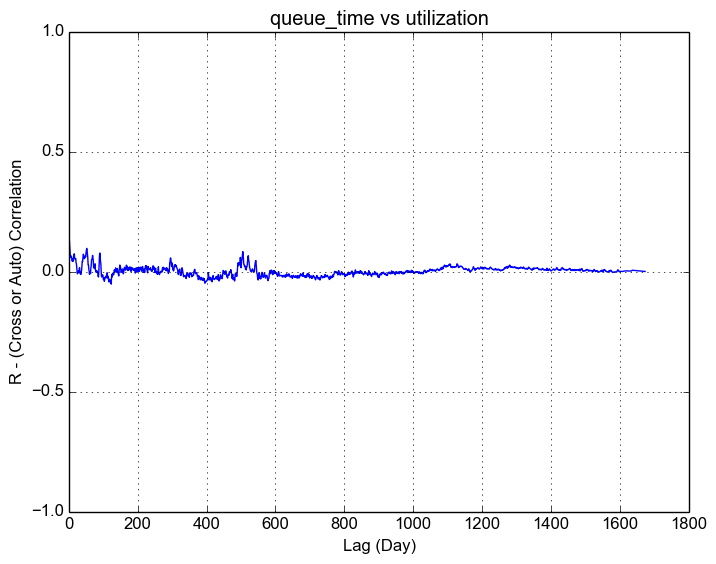 queue_time vs utilization
1.0
0.5
0.0
−0.5
−1.0
R - (Cross or Auto) Correlation
0 200 400 600 800 1000 1200 1400 1600 1800
Lag (Day)